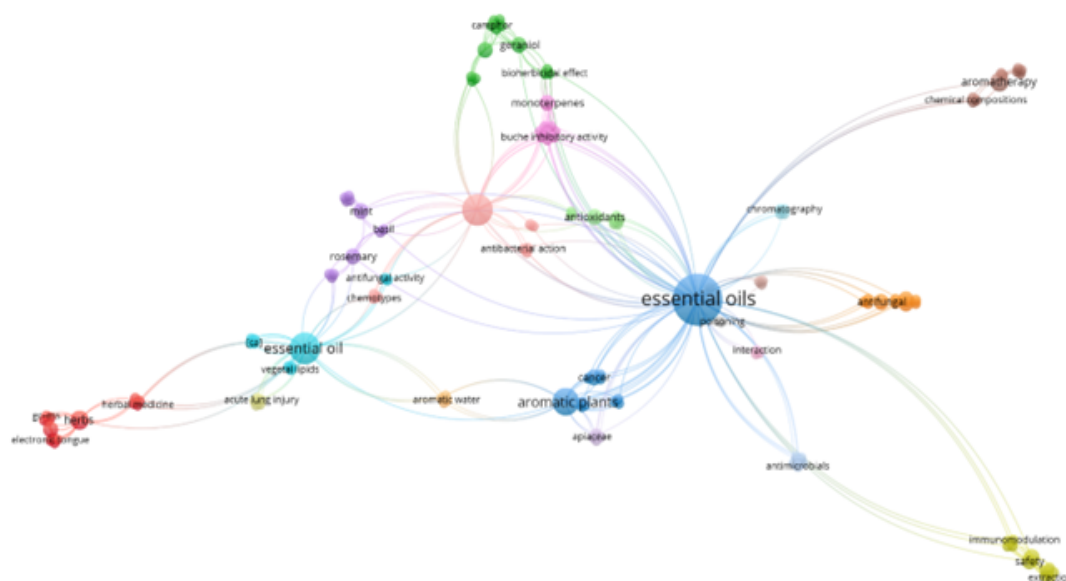 camphor
geraniol
bioherbicidal effect
monoterpenes
buche inhibitory activity
aromatherapy
chemical compositions
mint
basil
antioxidants
chromatography
antibacterial action
rosemary
antifungal activity
chemotypes
essential oils
antifungal
poisoning
essential oil
interaction
vegetal lipids
cancer
herbal medicine
acute lung injury
aromatic water
aromatic plants
herbs
electronic tongue
apiaceae
antimicrobials
immunomodulation
safety
extraction